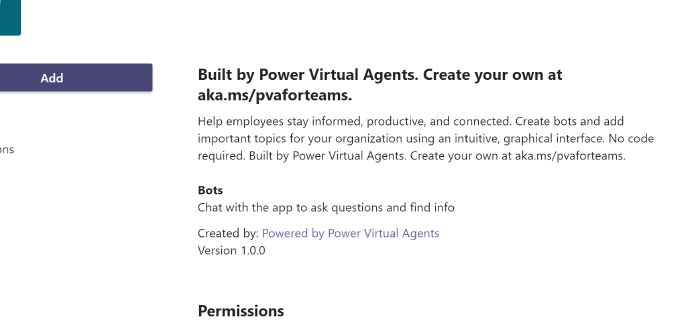 Add
Built by Power Virtual Agents. Create your own at
aka.ms/pvaforteams.
Help employees stay informed, productive, and connected. Create bots and add
important topics for your organization using an intuitive, graphical interface. No code
required. Built by Power Virtual Agents. Create your own at aka.ms/pvaforteams.
ons
Bots
Chat with the app to ask questions and find info
Created by: Powered by Power Virtual Agents
Version 1.0.0
Permissions